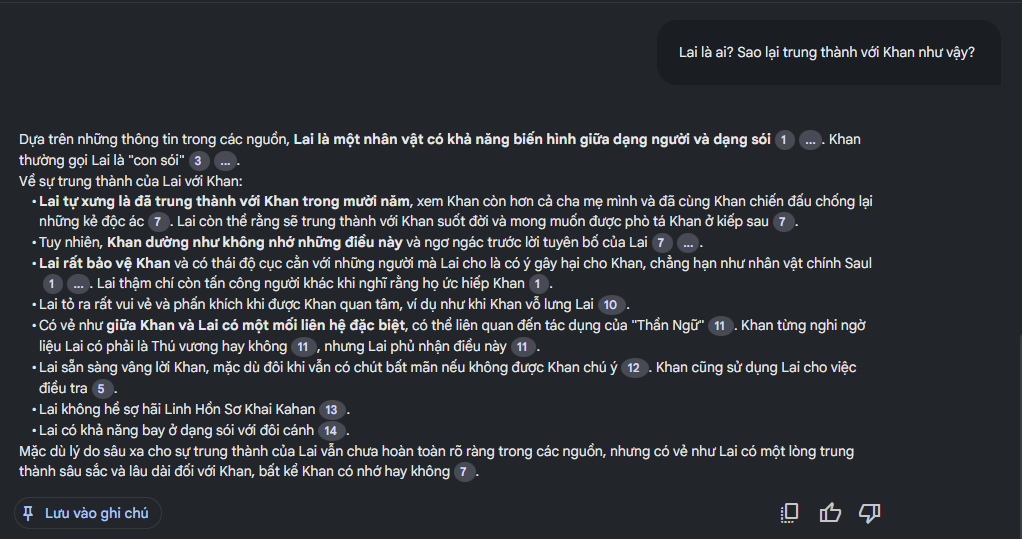 Lai là ai? Sao lại trung thành với Khan như vậy?
Dựa trên những thông tin trong các nguồn, Lai là một nhân vật có khả năng biến hình giữa dạng người và dạng sói 1 ... . Khan
thường gọi Lai là "con sói" 3 ... .
Về sự trung thành của Lai với Khan:
• Lai tự xưng là đã trung thành với Khan trong mười năm, xem Khan còn hơn cả cha mẹ mình và đã cùng Khan chiến đấu chống lại
những kẻ độc ác 7 . Lai còn thề rằng sẽ trung thành với Khan suốt đời và mong muốn được phò tá Khan ở kiếp sau 7 .
• Tuy nhiên, Khan dường như không nhớ những điều này và ngơ ngác trước lời tuyên bố của Lai 7 ... .
• Lai rất bảo vệ Khan và có thái độ cục cằn với những người mà Lai cho là có ý gây hại cho Khan, chẳng hạn như nhân vật chính Saul
1 ... . Lai thậm chí còn tấn công người khác khi nghĩ rằng họ ức hiếp Khan 1 .
• Lai tỏ ra rất vui vẻ và phấn khích khi được Khan quan tâm, ví dụ như khi Khan vỗ lưng Lai 10 .
• Có vẻ như giữa Khan và Lai có một mối liên hệ đặc biệt, có thể liên quan đến tác dụng của "Thần Ngữ" 11 . Khan từng nghi ngờ
liệu Lai có phải là Thú vương hay không 11 , nhưng Lai phủ nhận điều này 11 .
• Lai sẵn sàng vâng lời Khan, mặc dù đôi khi vẫn có chút bất mãn nếu không được Khan chú ý 12 . Khan cũng sử dụng Lai cho việc
điều tra 5 .
• Lai không hề sợ hãi Linh Hồn Sơ Khai Kahan 13 .
• Lai có khả năng bay ở dạng sói với đôi cánh 14 .
Mặc dù lý do sâu xa cho sự trung thành của Lai vẫn chưa hoàn toàn rõ ràng trong các nguồn, nhưng có vẻ như Lai có một lòng trung
thành sâu sắc và lâu dài đối với Khan, bất kể Khan có nhớ hay không 7 .
Lưu vào ghi chú